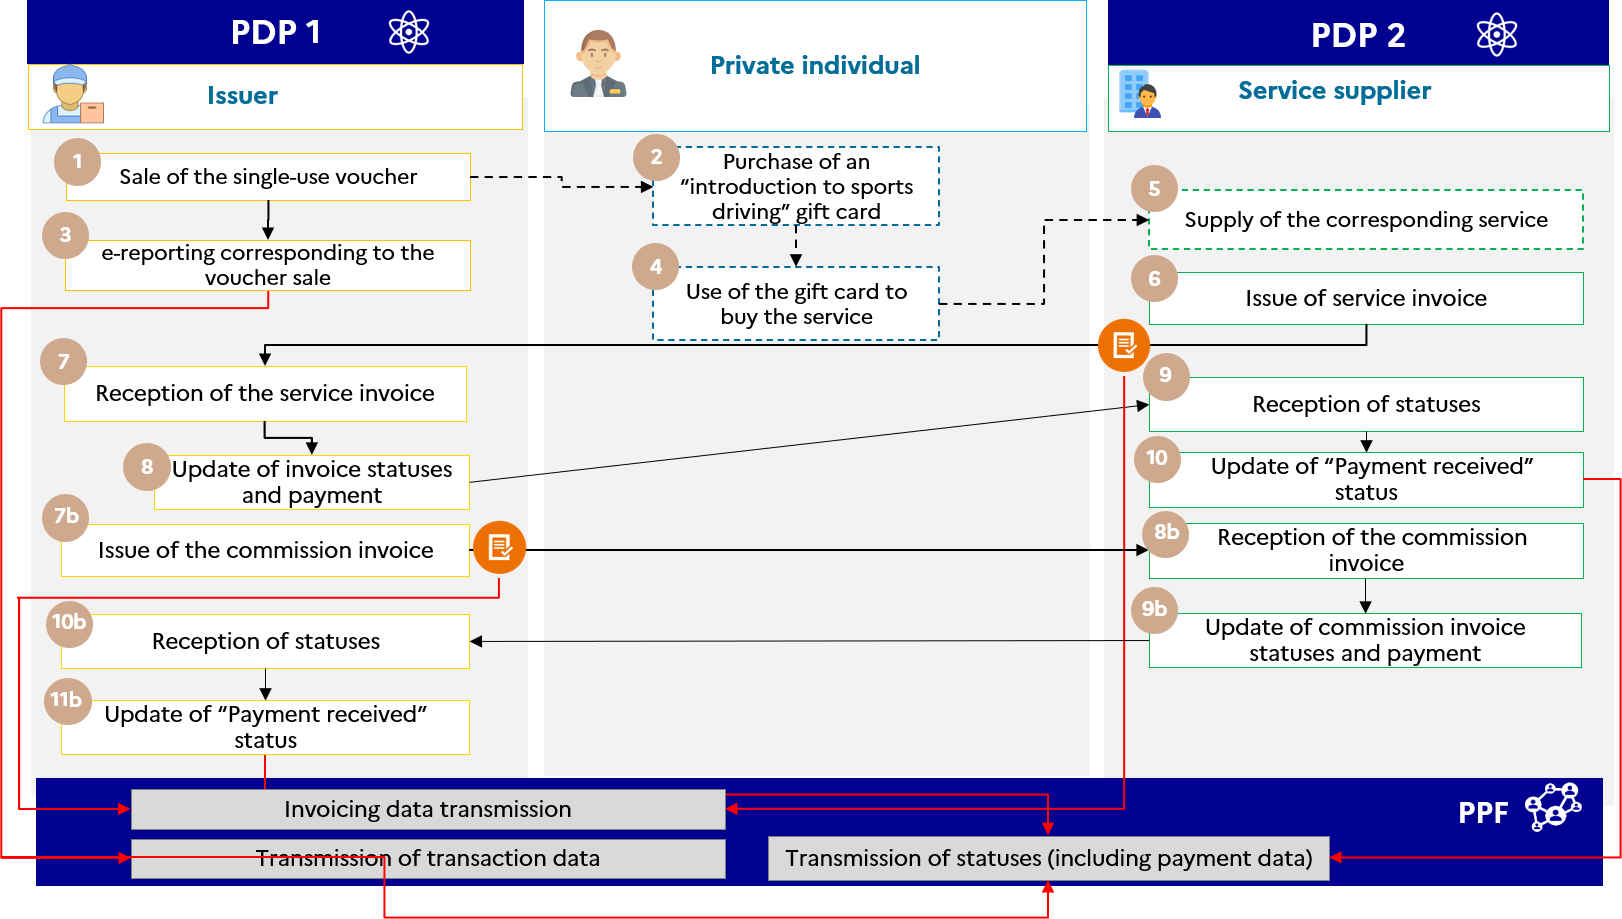 PDP 1
Private individual
PDP 2
Issuer
Service supplier
1
Sale of the single-use voucher
2
Purchase of an
“introduction to sports
driving” gift card
5
Supply of the corresponding service
3
e-reporting corresponding to the
voucher sale
4
Use of the gift card to
buy the service
6
Issue of service invoice
7
Reception of the service invoice
9
Reception of statuses
8
Update of invoice statuses
and payment
10
Update of “Payment received”
status
7b
Issue of the commission invoice
8b
Reception of the commission
invoice
10b
Reception of statuses
9b
Update of commission invoice
statuses and payment
11b
Update of “Payment received”
status
Invoicing data transmission
PPF
Transmission of transaction data
Transmission of statuses (including payment data)